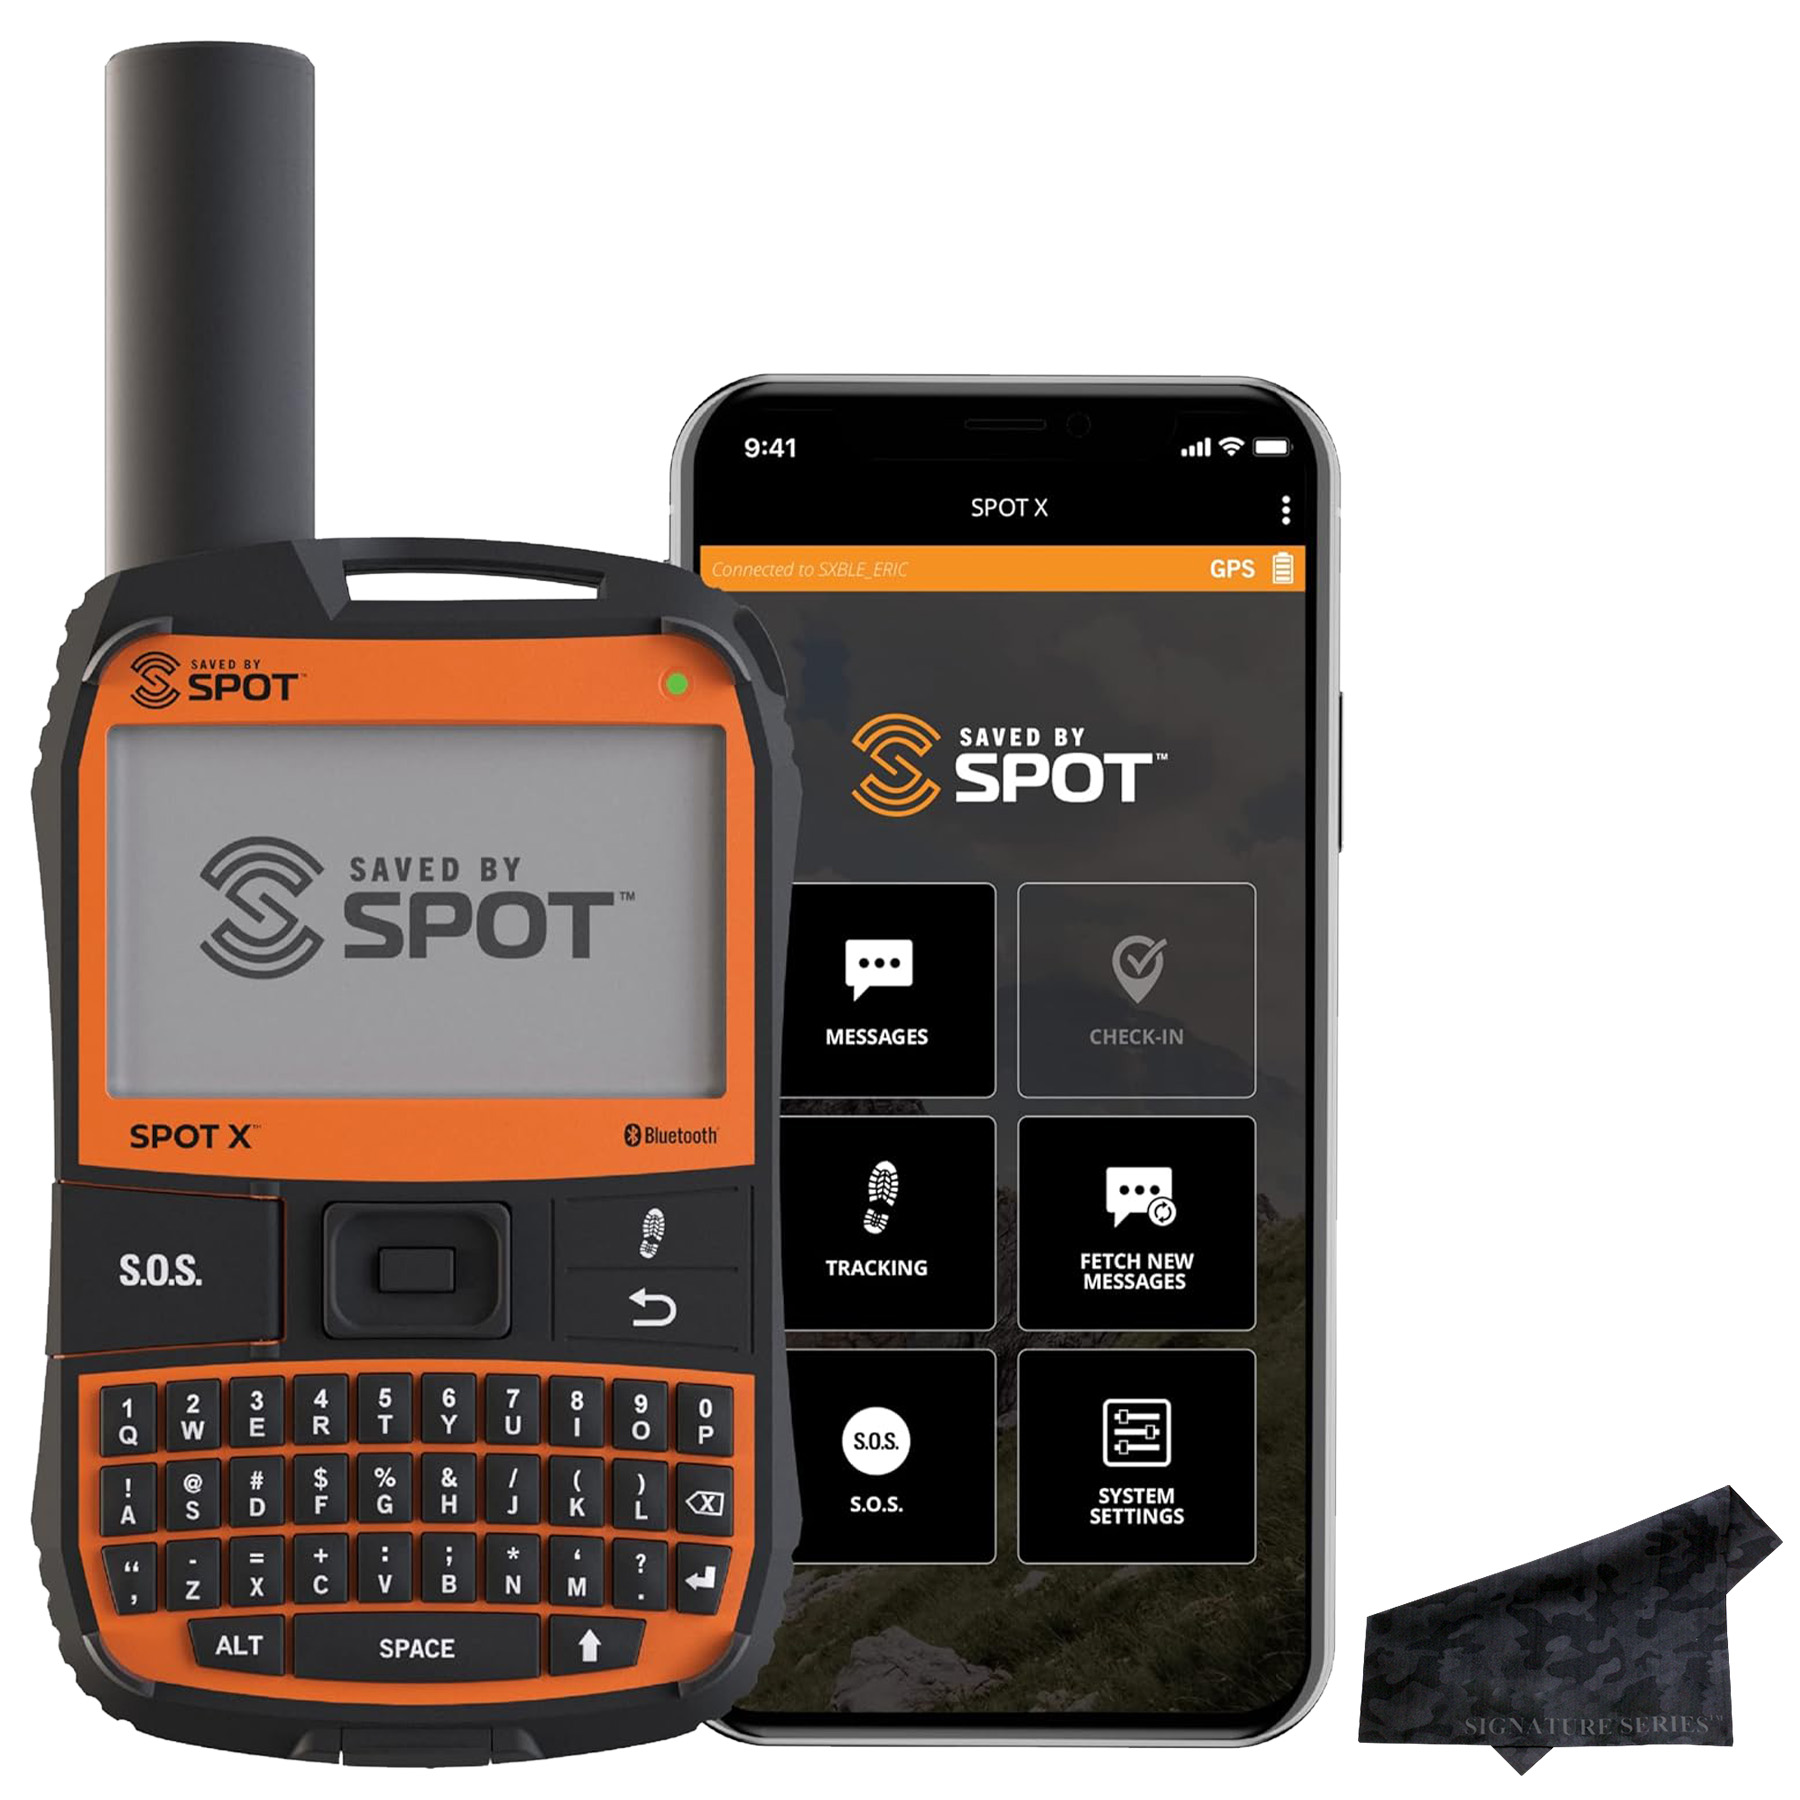 SAVED BY
SPOT™
SAVED BY
SPOT™
SPOT X™
Bluetooth®
S.O.S.
1 2 3 4 5 6 7 8 9 0
Q W E R T Y U I O P
! @ # $ % & / ( )
A S D F G H J K L
“ - = + : ; * ‘ ?
, Z X C V B N M .
ALT SPACE
9:41
SPOT X
Connected to SXBLE_ERIC GPS
SAVED BY
SPOT™
MESSAGES
CHECK-IN
TRACKING
FETCH NEW
MESSAGES
S.O.S.
S.O.S.
SYSTEM
SETTINGS
SIGNATURE SERIES™